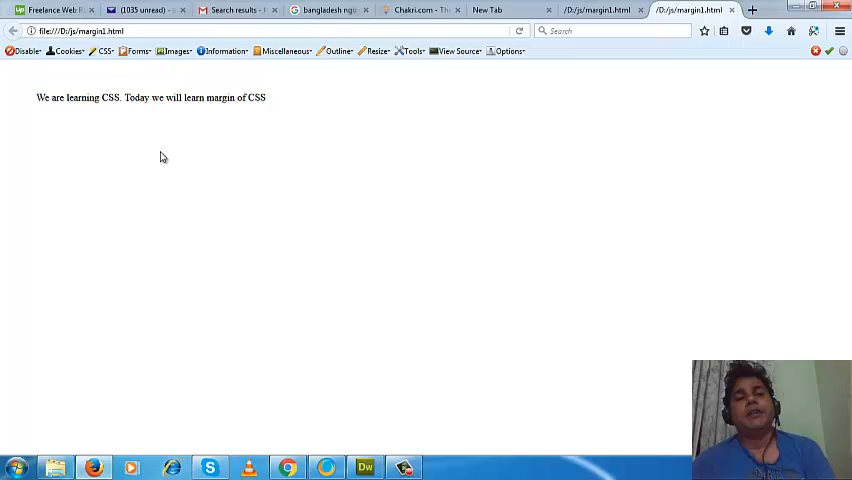 Freelance Web R
(1035 unread) -
Search results -
bangladesh ngo
Chakri.com - Th
New Tab
/D:/js/margin1.html
/D:/js/margin1.html
file:///D:/js/margin1.html
Search
Disable
Cookies
CSS
Forms
Images
Information
Miscellaneous
Outline
Resize
Tools
View Source
Options
We are learning CSS. Today we will learn margin of CSS
Dw